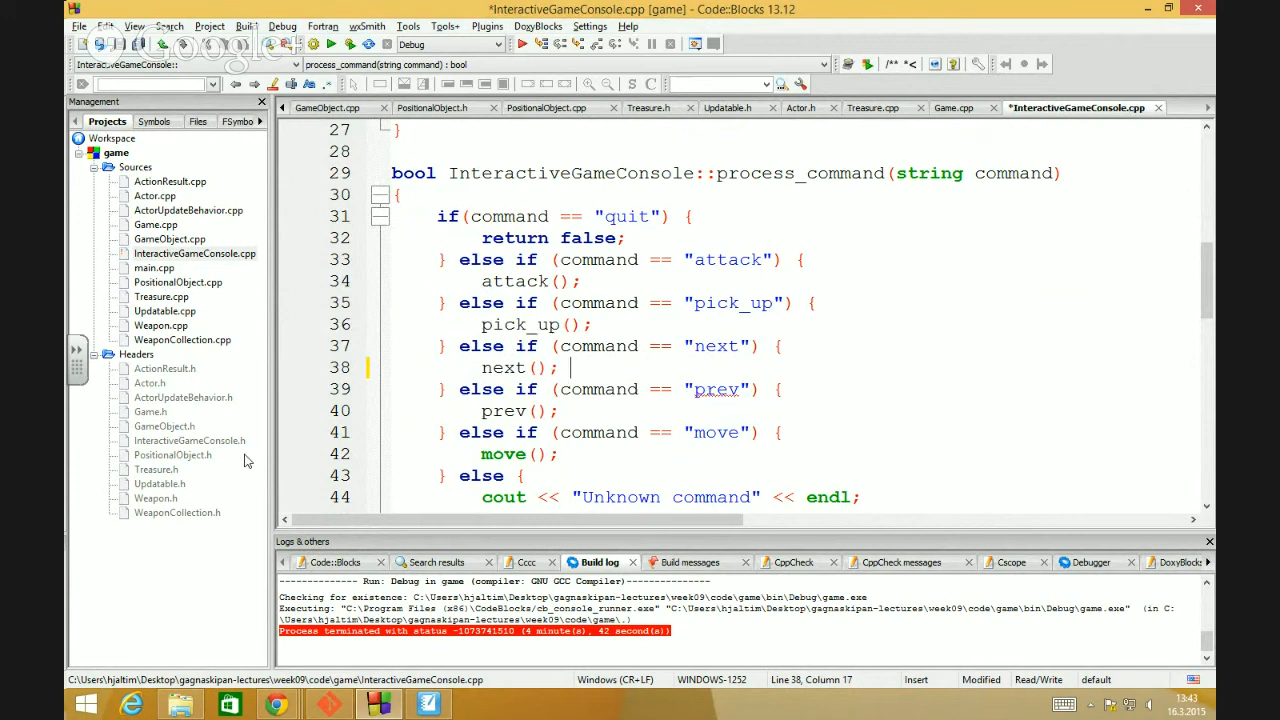 *InteractiveGameConsole.cpp [game] - Code::Blocks 13.12
File Edit View Search Project Build Debug Fortran wxSmith Tools Tools+ Plugins DoxyBlocks Settings Help
Google+
Debug
InteractiveGameConsole:: process_command(string command) : bool
/** *<
S C
Management
Projects Symbols Files FSymbo
GameObject.cpp PositionalObject.h PositionalObject.cpp Treasure.h Updatable.h Actor.h Treasure.cpp Game.cpp *InteractiveGameConsole.cpp
Workspace
game
Sources
ActionResult.cpp
Actor.cpp
ActorUpdateBehavior.cpp
Game.cpp
GameObject.cpp
InteractiveGameConsole.cpp
main.cpp
PositionalObject.cpp
Treasure.cpp
Updatable.cpp
Weapon.cpp
WeaponCollection.cpp
Headers
ActionResult.h
Actor.h
ActorUpdateBehavior.h
Game.h
GameObject.h
InteractiveGameConsole.h
PositionalObject.h
Treasure.h
Updatable.h
Weapon.h
WeaponCollection.h
27 }
28
29 bool InteractiveGameConsole::process_command(string command)
30 {
31 if(command == "quit") {
32 return false;
33 } else if (command == "attack") {
34 attack();
35 } else if (command == "pick_up") {
36 pick_up();
37 } else if (command == "next") {
38 next();
39 } else if (command == "prev") {
40 prev();
41 } else if (command == "move") {
42 move();
43 } else {
44 cout << "Unknown command" << endl;
Logs & others
Code::Blocks Search results Cccc Build log Build messages CppCheck CppCheck messages Cscope Debugger DoxyBlocks
-------------- Run: Debug in game (compiler: GNU GCC Compiler)---------------
Checking for existence: C:\Users\hjaltim\Desktop\gagnaskipan-lectures\week09\code\game\bin\Debug\game.exe
Executing: "C:\Program Files (x86)\CodeBlocks/cb_console_runner.exe" "C:\Users\hjaltim\Desktop\gagnaskipan-lectures\week09\code\game\bin\Debug\game.exe" (in C:
\Users\hjaltim\Desktop\gagnaskipan-lectures\week09\code\game\.)
Process terminated with status -1073741510 (4 minute(s), 42 second(s))
C:\Users\hjaltim\Desktop\gagnaskipan-lectures\week09\code\game\InteractiveGameConsole.cpp Windows (CR+LF) WINDOWS-1252 Line 38, Column 17 Insert Modified Read/Write default
13:43
16.3.2015